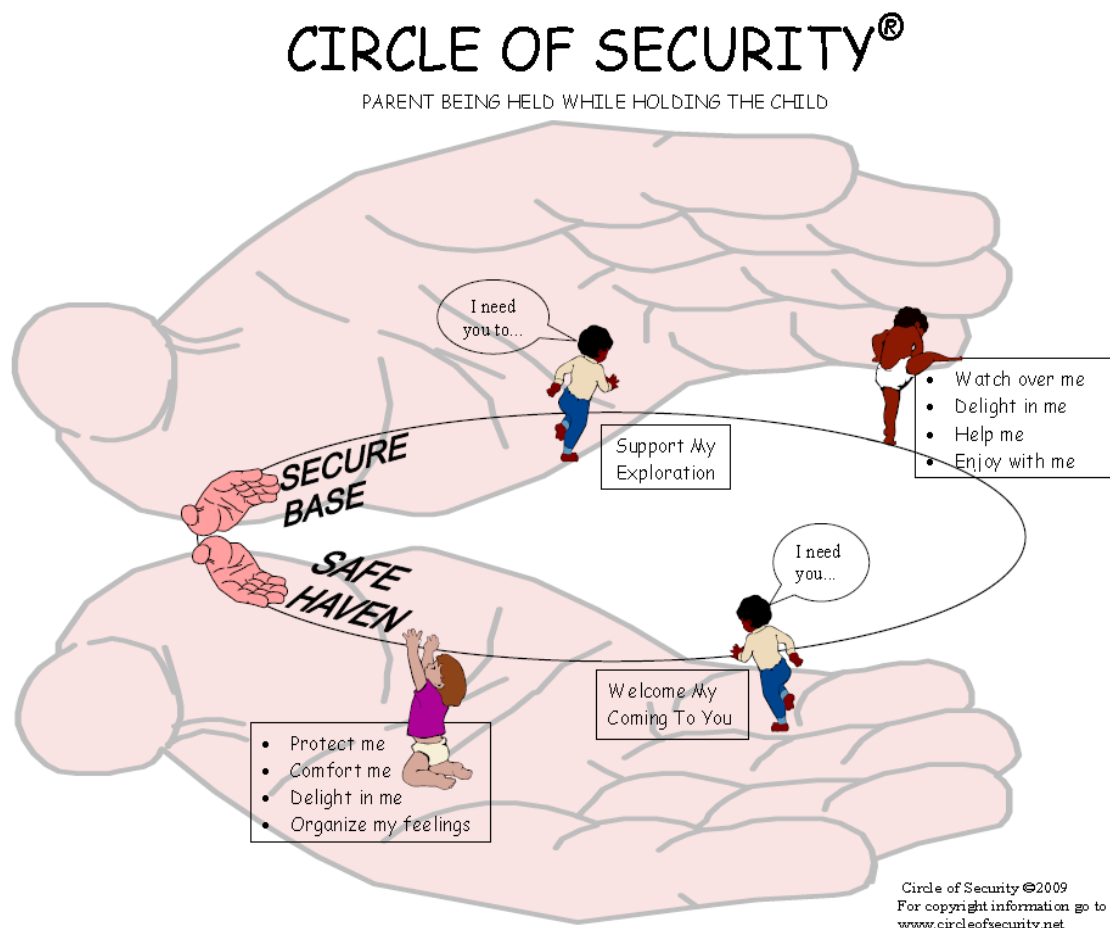 CIRCLE OF SECURITY®
PARENT BEING HELD WHILE HOLDING THE CHILD
I need
you to...
• Watch over me
• Delight in me
• Help me
• Enjoy with me
Support My
Exploration
SECURE
BASE
SAFE
HAVEN
I need
you...
Welcome My
Coming To You
• Protect me
• Comfort me
• Delight in me
• Organize my feelings
Circle of Security ©2009
For copyright information go to
www.circleofsecurity.net